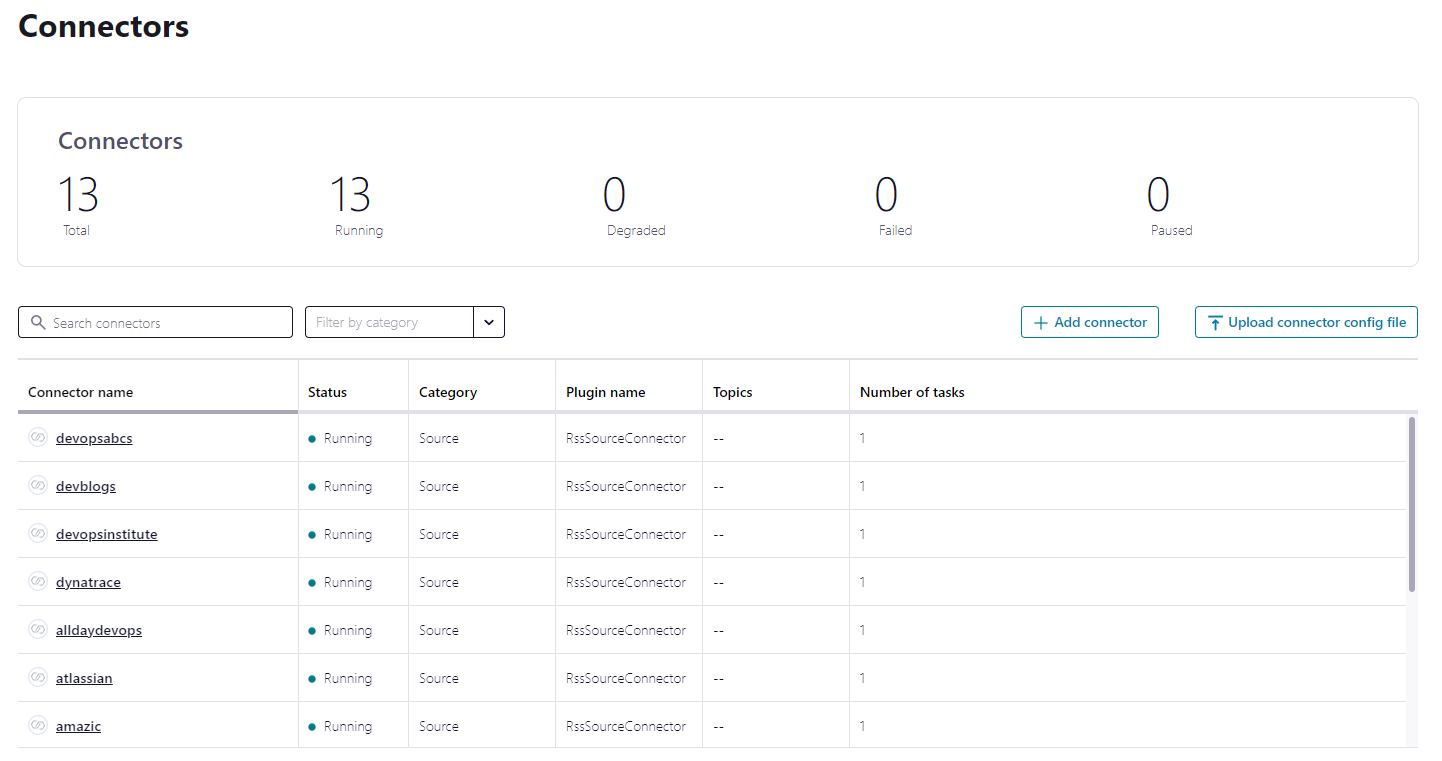 Connectors
Connectors
13 13 0 0 0
Total Running Degraded Failed Paused
Search connectors Filter by category Add connector Upload connector config file
Connector name Status Category Plugin name Topics Number of tasks
devopsabcs Running Source RssSourceConnector -- 1
devblogs Running Source RssSourceConnector -- 1
devopsinstitute Running Source RssSourceConnector -- 1
dynatrace Running Source RssSourceConnector -- 1
alldaydevops Running Source RssSourceConnector -- 1
atlassian Running Source RssSourceConnector -- 1
amazic Running Source RssSourceConnector -- 1